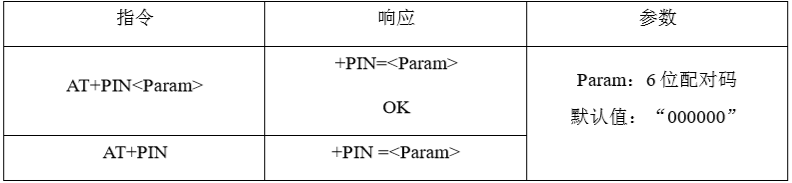 指令 响应 参数
AT+PIN<Param>
+PIN=<Param>
OK
Param：6 位配对码
默认值：“000000”
AT+PIN
+PIN =<Param>